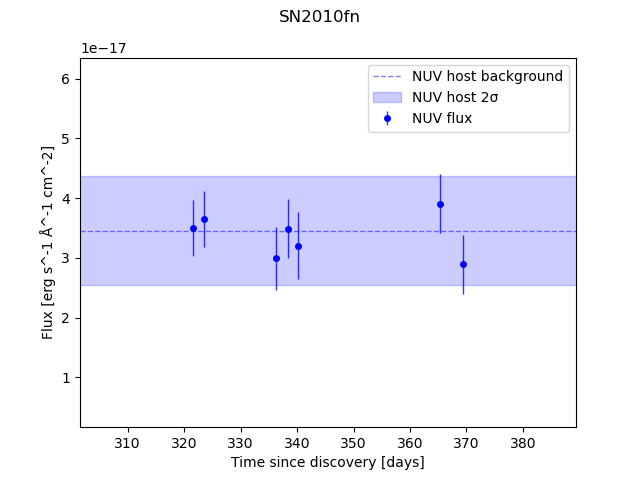 SN2010fn
1e−17
NUV host background
NUV host 2σ
NUV flux
6
5
4
3
2
1
Flux [erg s^-1 Å^-1 cm^-2]
310 320 330 340 350 360 370 380
Time since discovery [days]